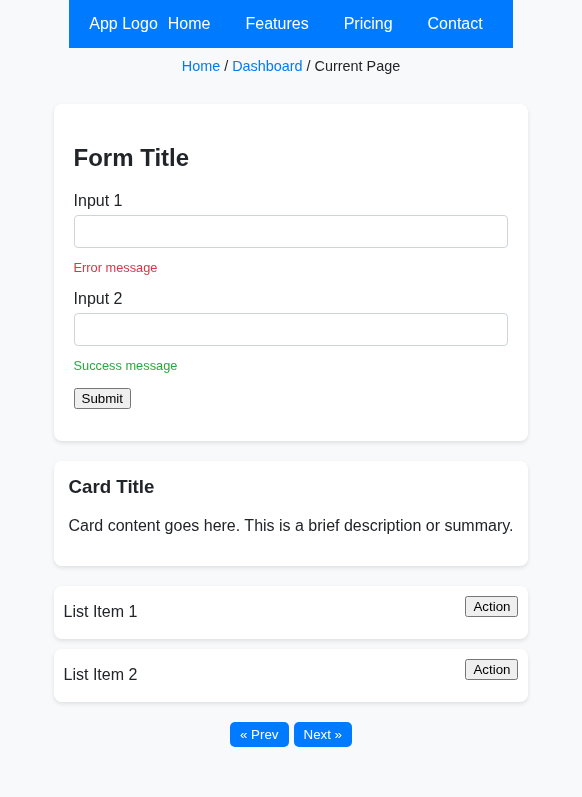 App Logo Home Features Pricing Contact
Home / Dashboard / Current Page
Form Title
Input 1
Error message
Input 2
Success message
Submit
Card Title
Card content goes here. This is a brief description or summary.
List Item 1 Action
List Item 2 Action
« Prev Next »